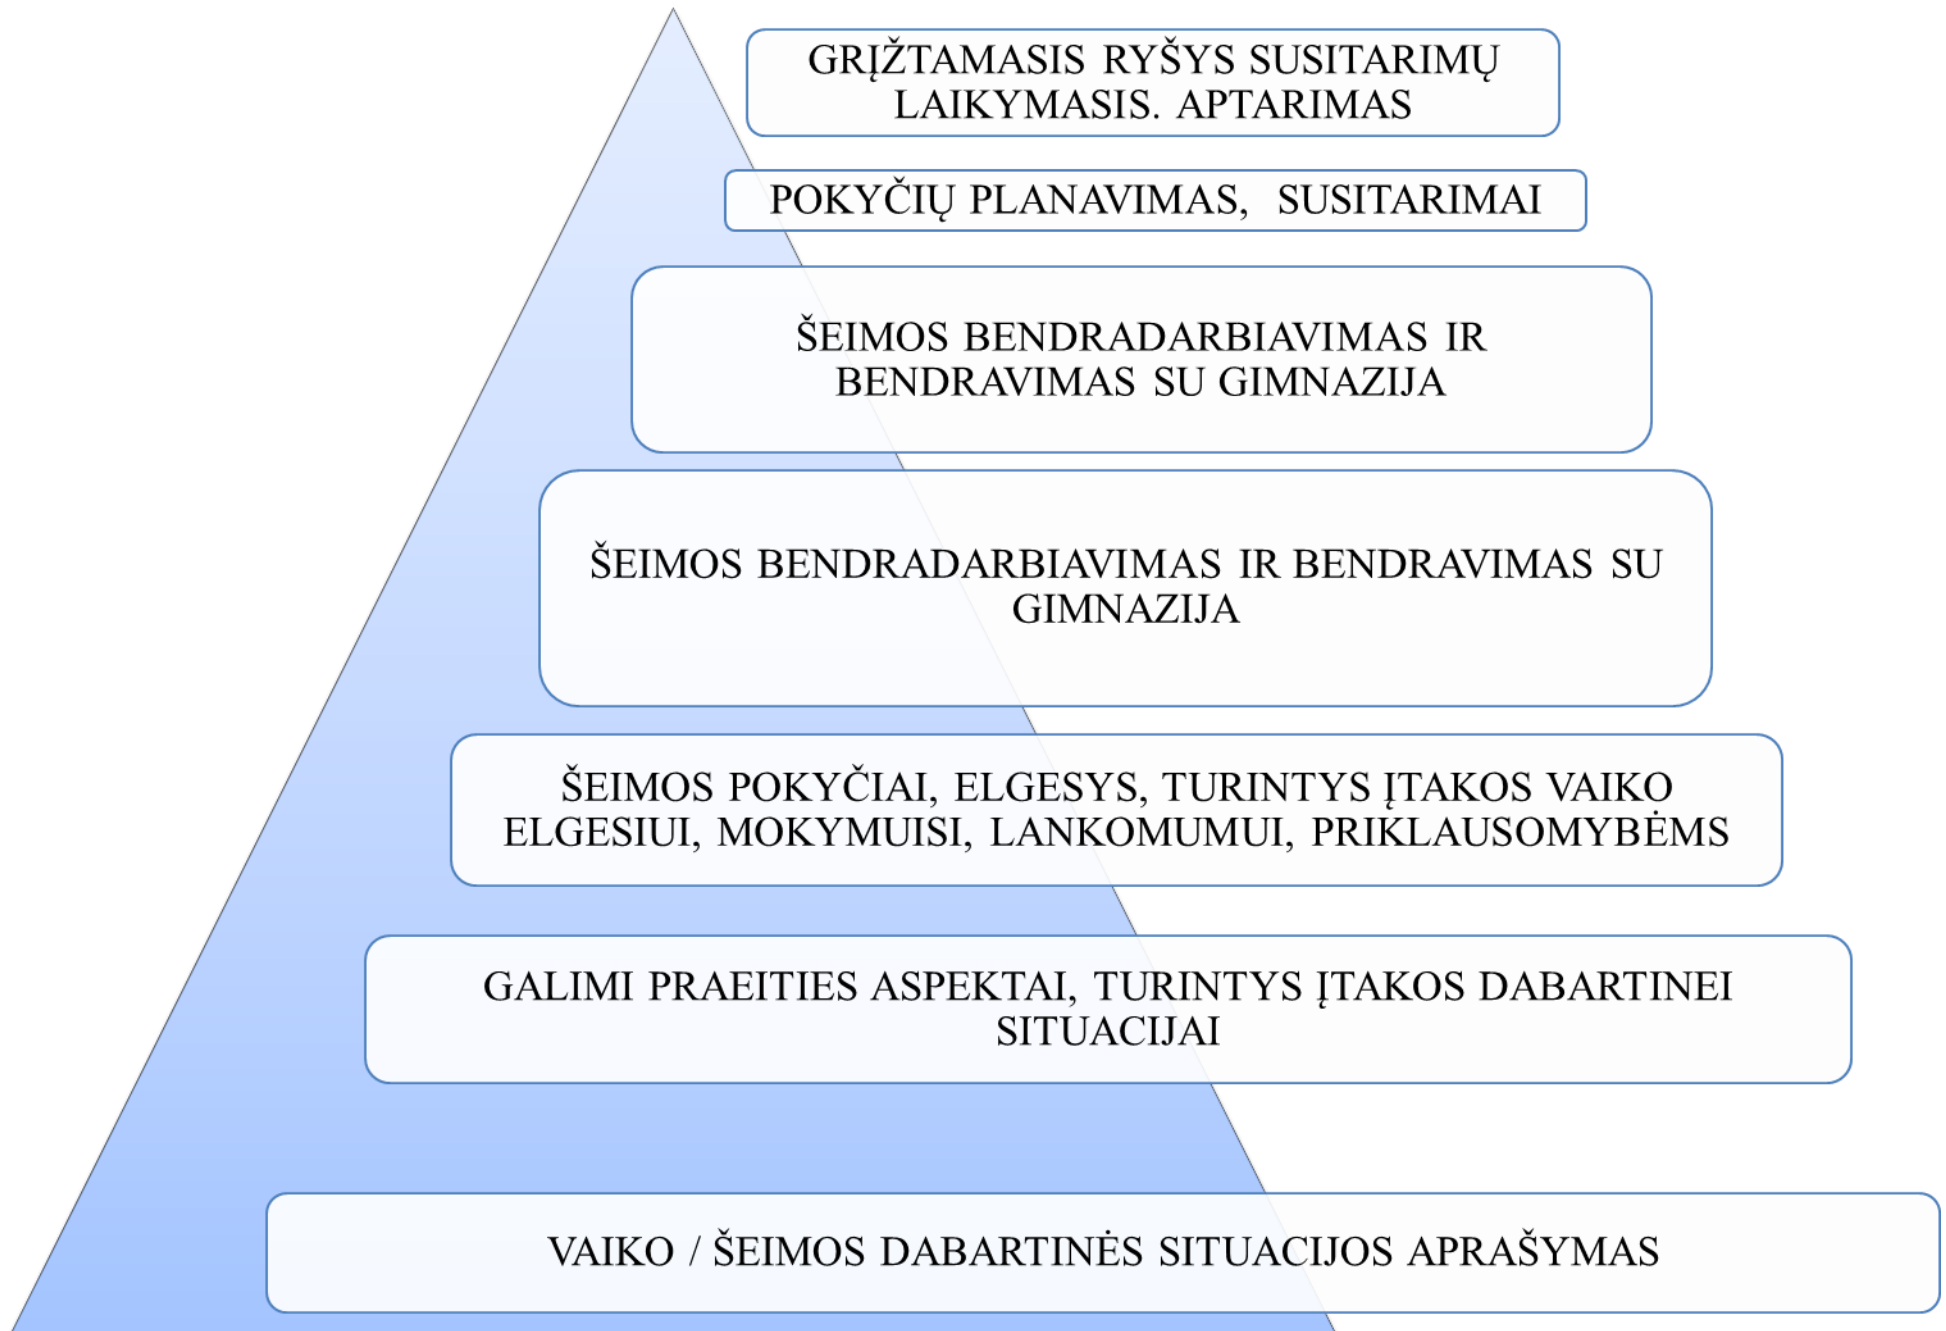 GRĮŽTAMASIS RYŠYS SUSITARIMŲ
LAIKYMASIS. APTARIMAS
POKYČIŲ PLANAVIMAS, SUSITARIMAI
ŠEIMOS BENDRADARBIAVIMAS IR
BENDRAVIMAS SU GIMNAZIJA
ŠEIMOS BENDRADARBIAVIMAS IR BENDRAVIMAS SU
GIMNAZIJA
ŠEIMOS POKYČIAI, ELGESYS, TURINTYS ĮTAKOS VAIKO
ELGESIUI, MOKYMUISI, LANKOMUMUI, PRIKLAUSOMYBĖMS
GALIMI PRAEITIES ASPEKTAI, TURINTYS ĮTAKOS DABARTINEI
SITUACIJAI
VAIKO / ŠEIMOS DABARTINĖS SITUACIJOS APRAŠYMAS